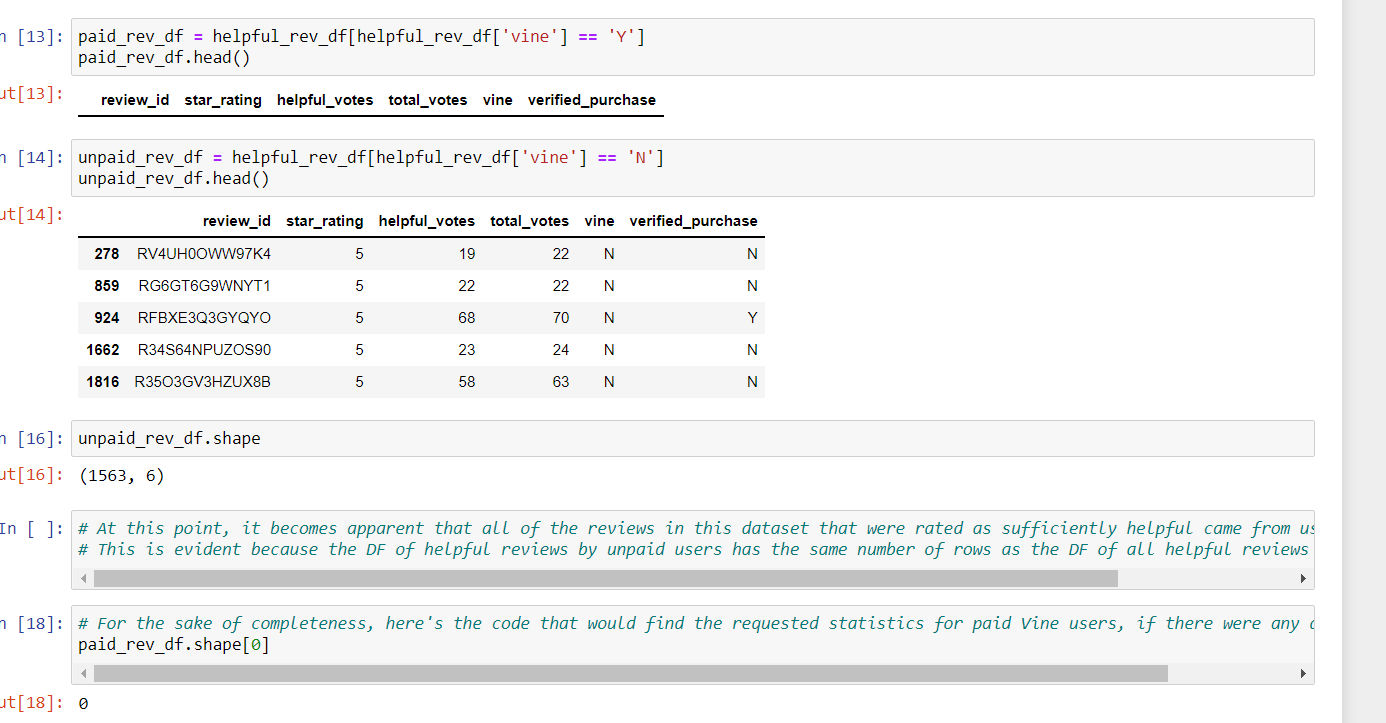 n [13]: paid_rev_df = helpful_rev_df[helpful_rev_df['vine'] == 'Y']
paid_rev_df.head()
ut[13]: review_id star_rating helpful_votes total_votes vine verified_purchase
n [14]: unpaid_rev_df = helpful_rev_df[helpful_rev_df['vine'] == 'N']
unpaid_rev_df.head()
ut[14]:
review_id star_rating helpful_votes total_votes vine verified_purchase
278 RV4UH0OWW97K4 5 19 22 N N
859 RG6GT6G9WNYT1 5 22 22 N N
924 RFBXE3Q3GYQYO 5 68 70 N Y
1662 R34S64NPUZOS90 5 23 24 N N
1816 R35O3GV3HZUX8B 5 58 63 N N
n [16]: unpaid_rev_df.shape
ut[16]: (1563, 6)
In [ ]: # At this point, it becomes apparent that all of the reviews in this dataset that were rated as sufficiently helpful came from us
# This is evident because the DF of helpful reviews by unpaid users has the same number of rows as the DF of all helpful reviews
n [18]: # For the sake of completeness, here's the code that would find the requested statistics for paid Vine users, if there were any
paid_rev_df.shape[0]
ut[18]: 0